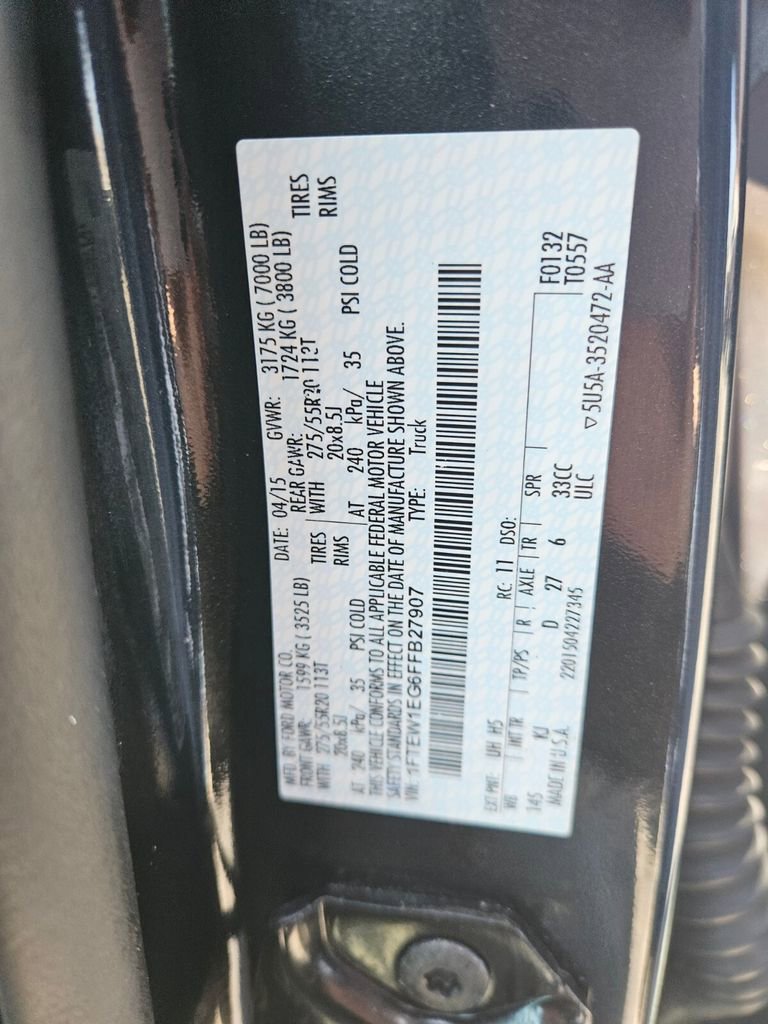 MFD. BY FORD MOTOR CO.
DATE: 04/15 GVWR: 3175 KG ( 7000 LB)
FRONT GAWR: 1599 KG ( 3525 LB) REAR GAWR: 1724 KG ( 3800 LB)
WITH 275/55R20 113T TIRES WITH 275/55R20 113T TIRES
20x8.5J RIMS 20x8.5J RIMS
AT 240 kPa/ 35 PSI COLD AT 240 kPa/ 35 PSI COLD
THIS VEHICLE CONFORMS TO ALL APPLICABLE FEDERAL MOTOR VEHICLE
SAFETY STANDARDS IN EFFECT ON THE DATE OF MANUFACTURE SHOWN ABOVE.
VIN: 1FTEW1EG6FFB27907 TYPE: Truck
EXT PNT: UH H5 RC: 11 DSO:
WB INT TR TP/PS R AXLE TR SPR F0132
145 KJ D 27 6 33CC T0557
MADE IN U.S.A. 2201504227345 ULC
▽5U5A-3520472-AA